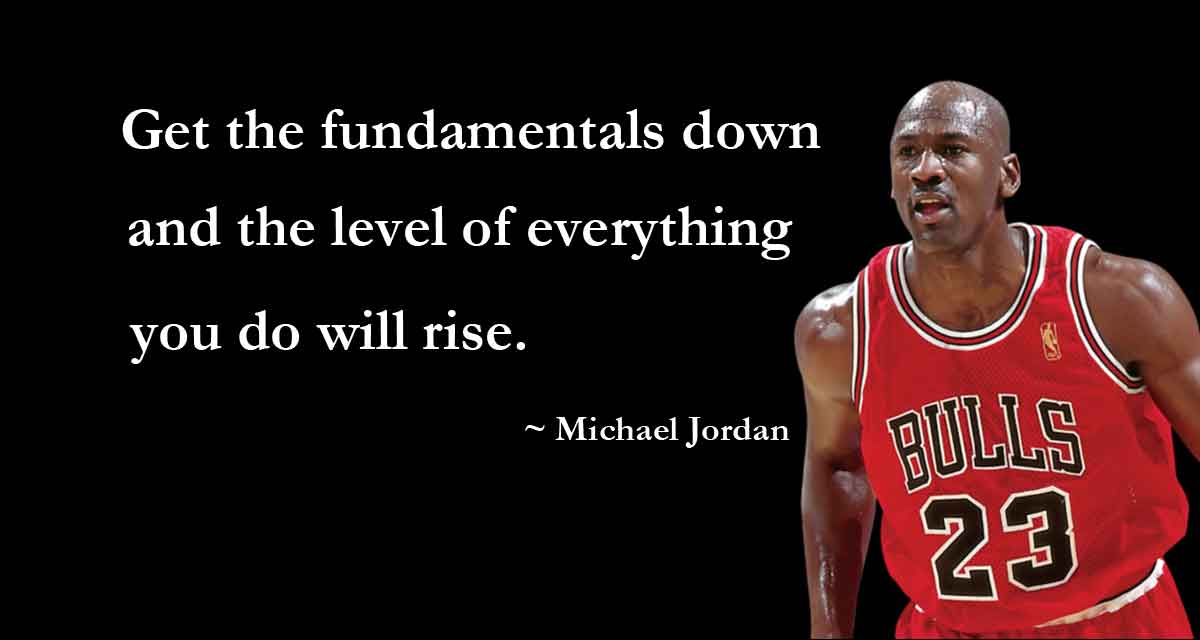 Get the fundamentals down
and the level of everything
you do will rise.
~ Michael Jordan
BULLS
23